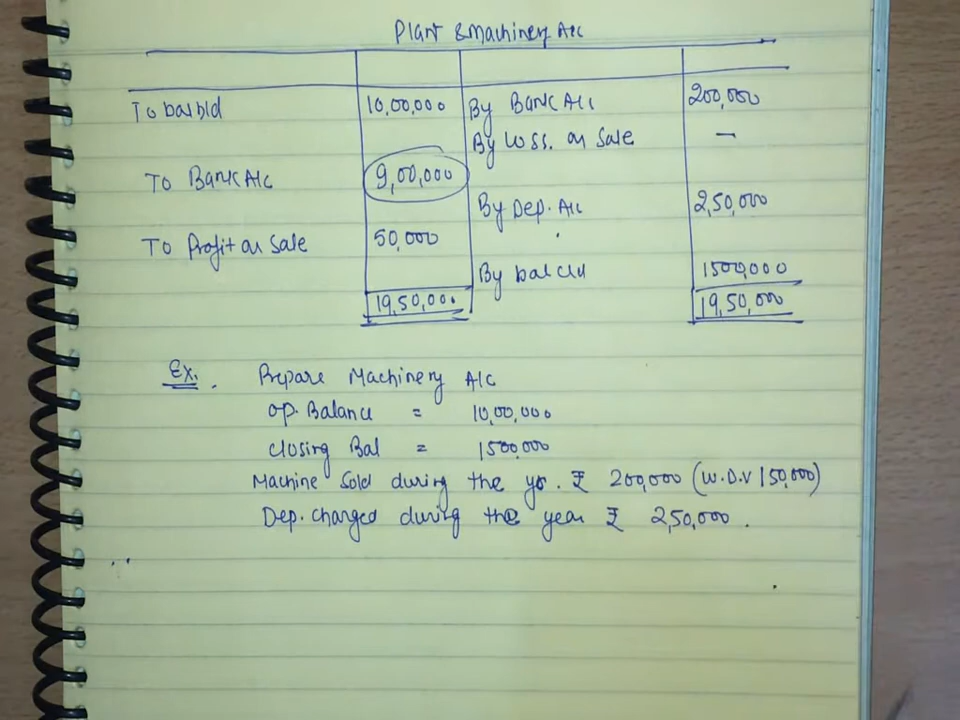 Plant & Machinery A/c
To bal b/d 10,00,000 By Bank A/c 200,000
By Loss. on Sale —
To Bank A/c 9,00,000
By Dep. A/c 2,50,000
To Profit on Sale 50,000
By bal c/d 1500,000
19,50,000 19,50,000
Ex. Prepare Machinery A/c
Op. Balance = 10,00,000
Closing Bal = 1500,000
Machine Sold during the yr. ₹ 200,000 (W.D.V 150,000)
Dep. charged during the year ₹ 2,50,000.